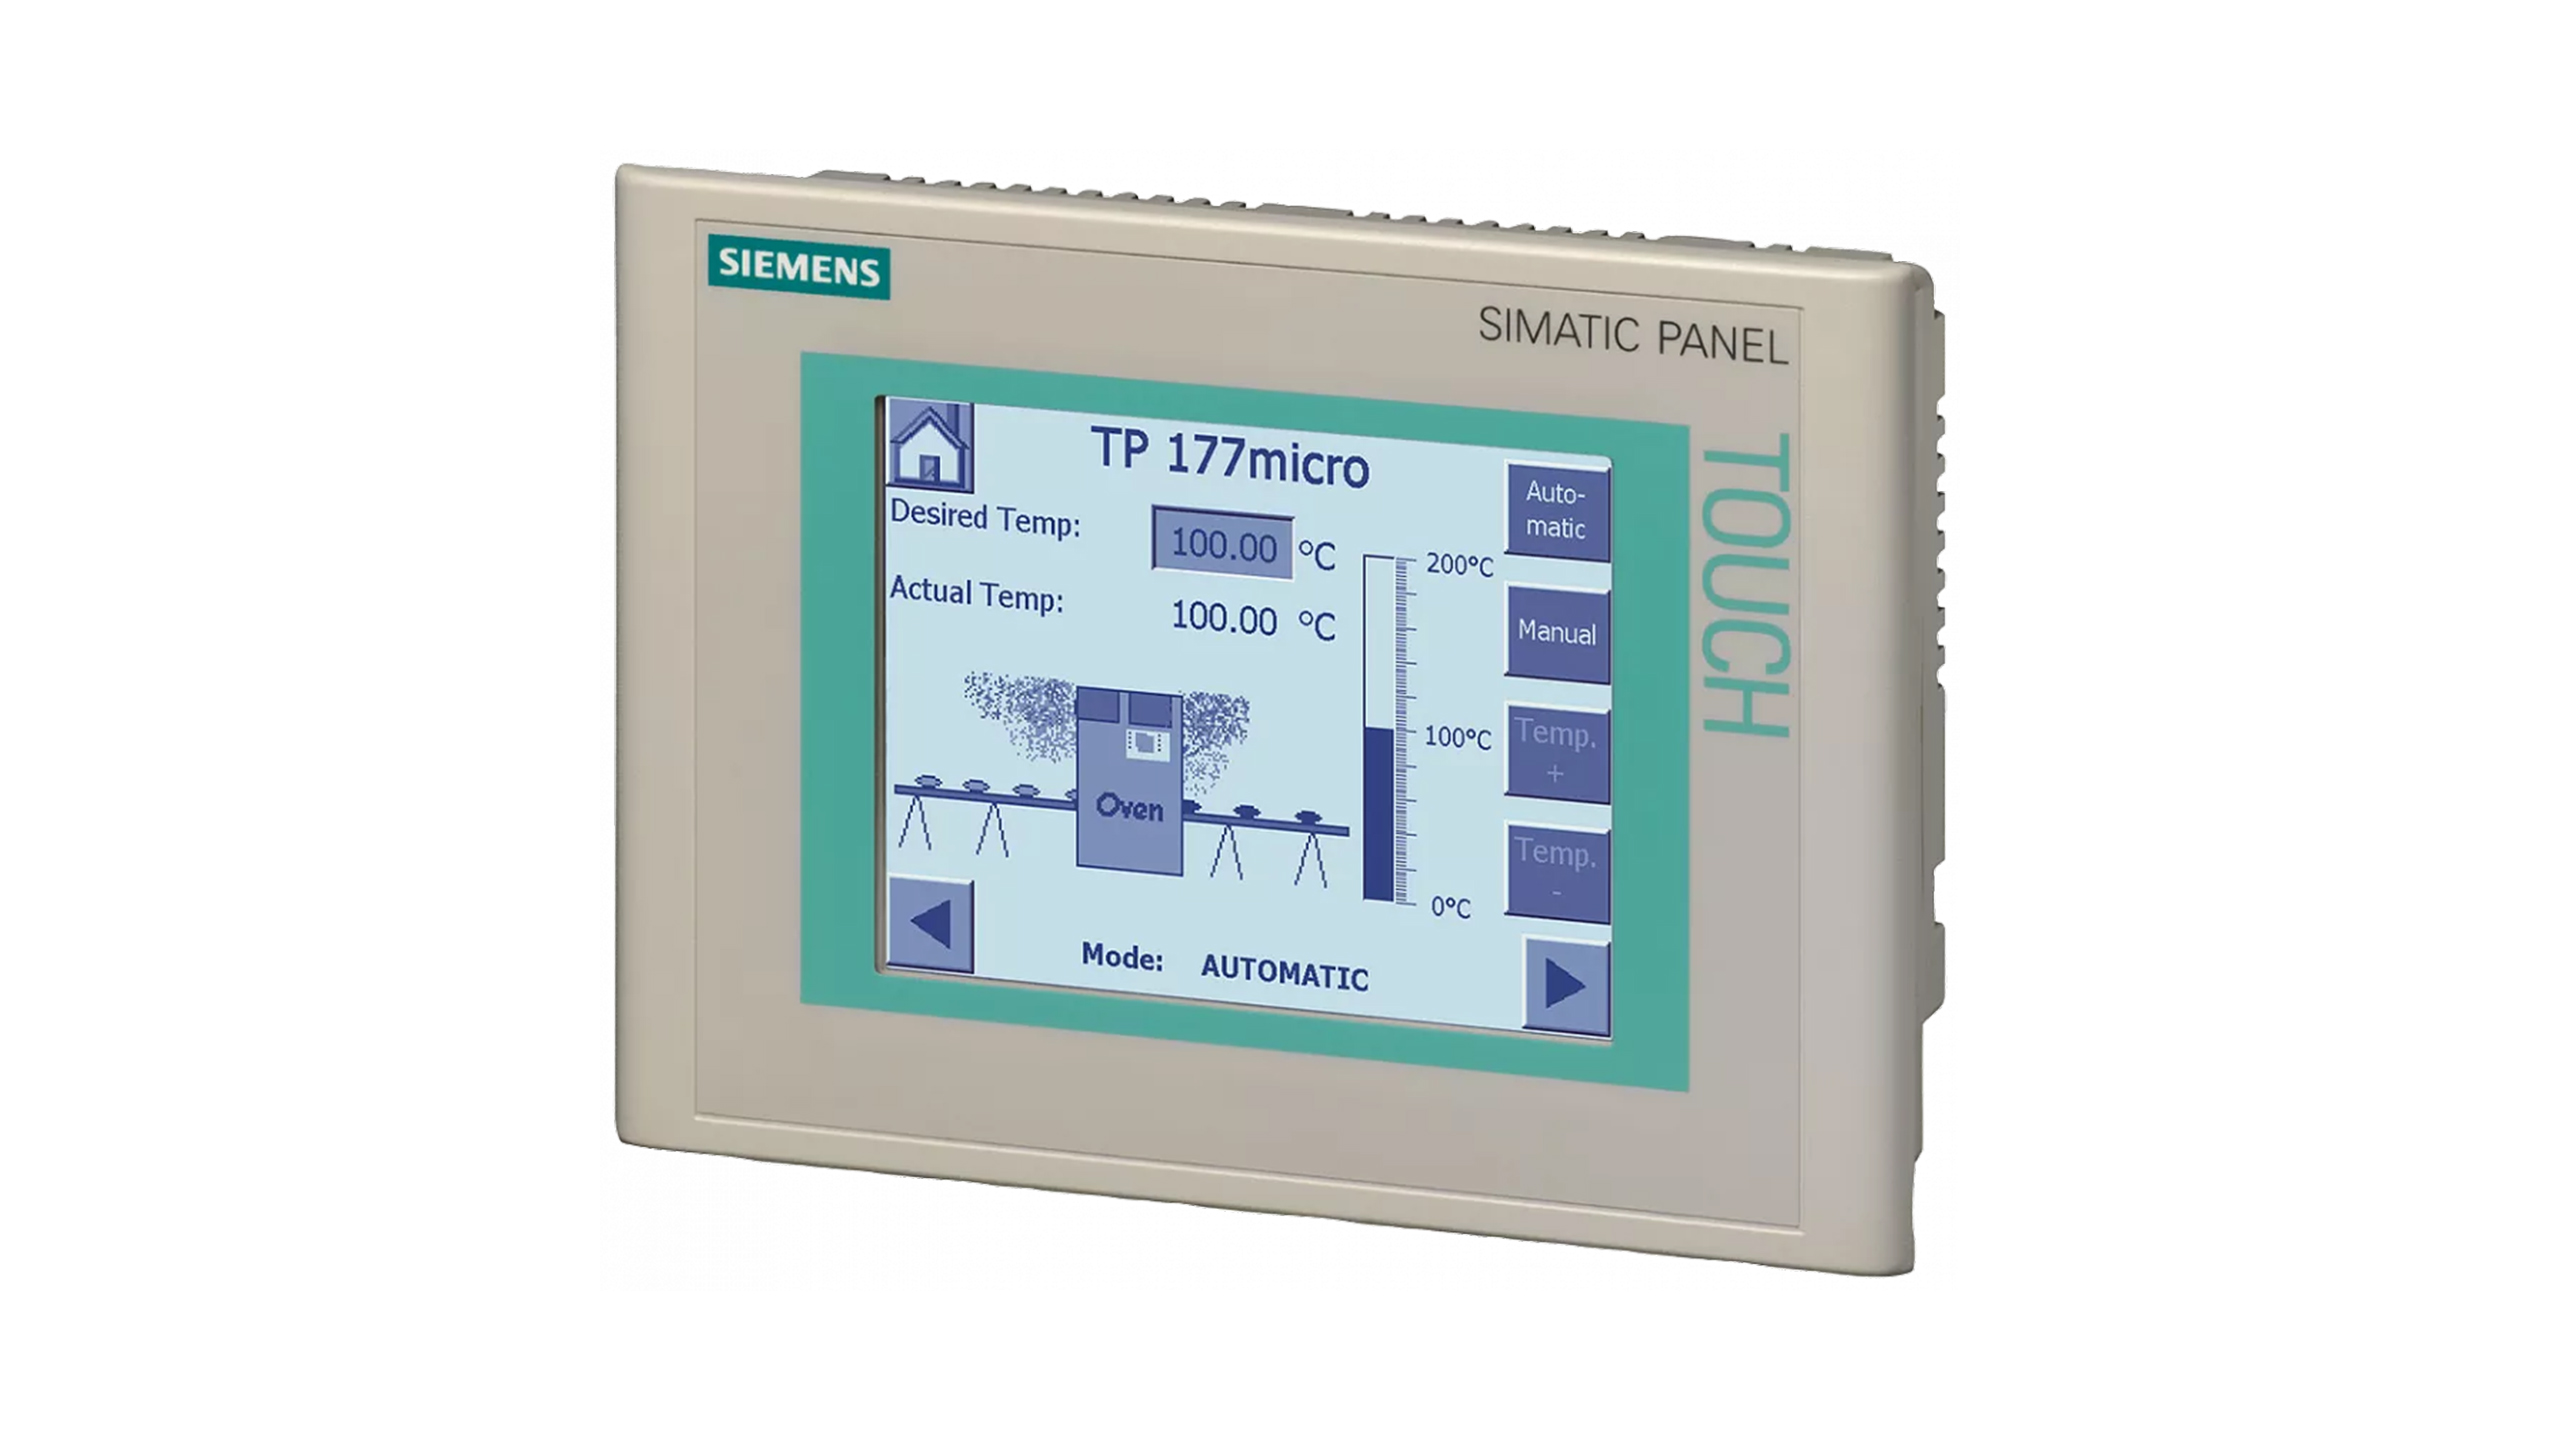 SIEMENS
SIMATIC PANEL
TOUCH
TP 177micro
Desired Temp: 100.00 °C
Actual Temp: 100.00 °C
200°C
100°C
0°C
Auto-
matic
Manual
Temp.
+
Temp.
-
Oven
Mode: AUTOMATIC